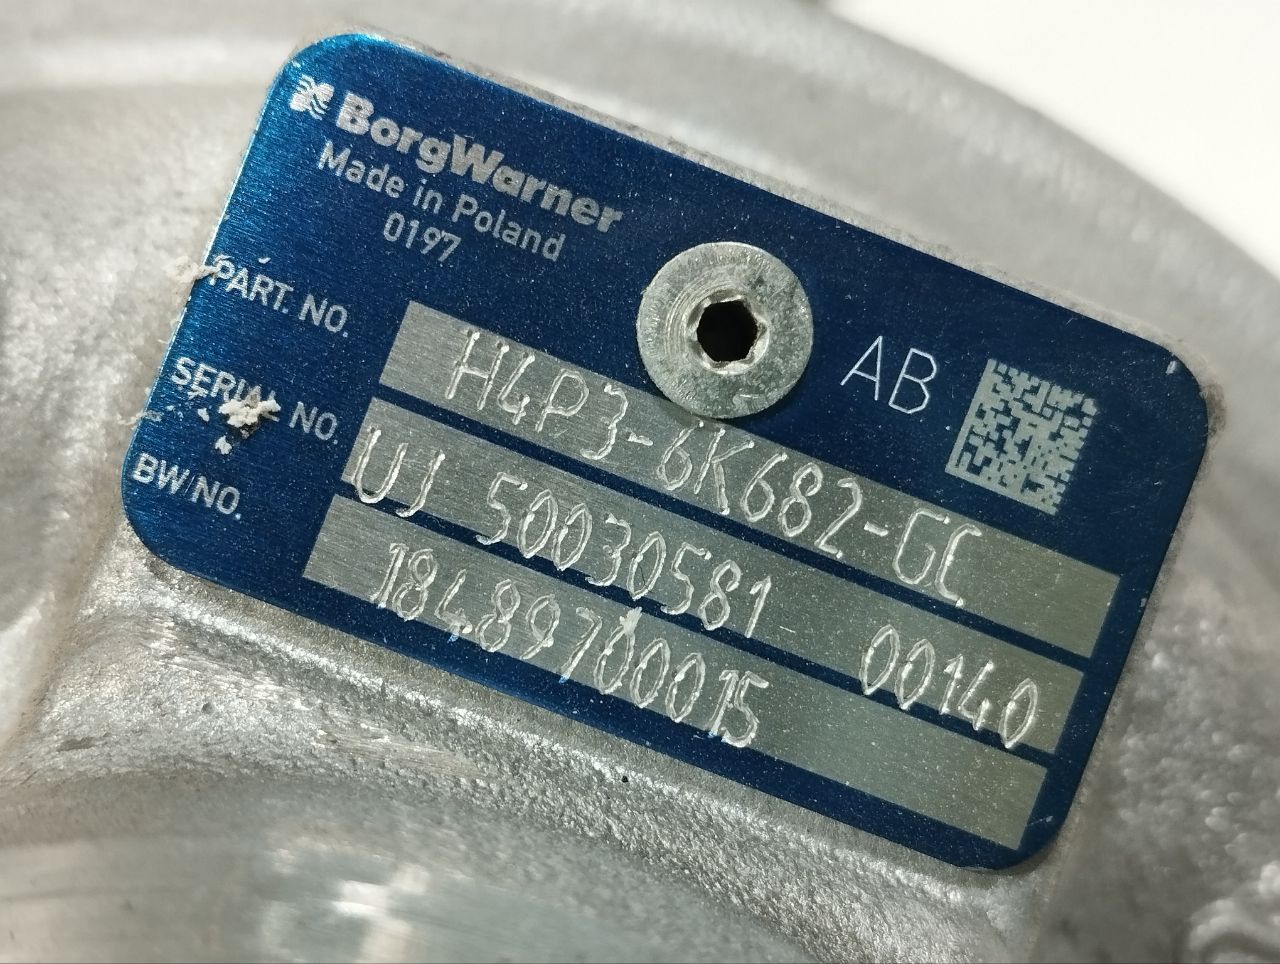 BorgWarner
Made in Poland
0197
AB
PART. NO. H4P3-6K682-GC
SERIAL NO. UJ 50030581 00140
BW/NO. 18489700015